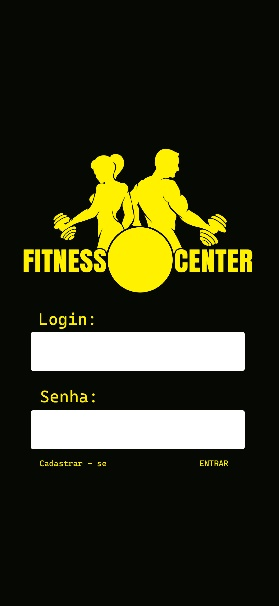 FITNESS CENTER
Login:
Senha:
Cadastrar - se ENTRAR